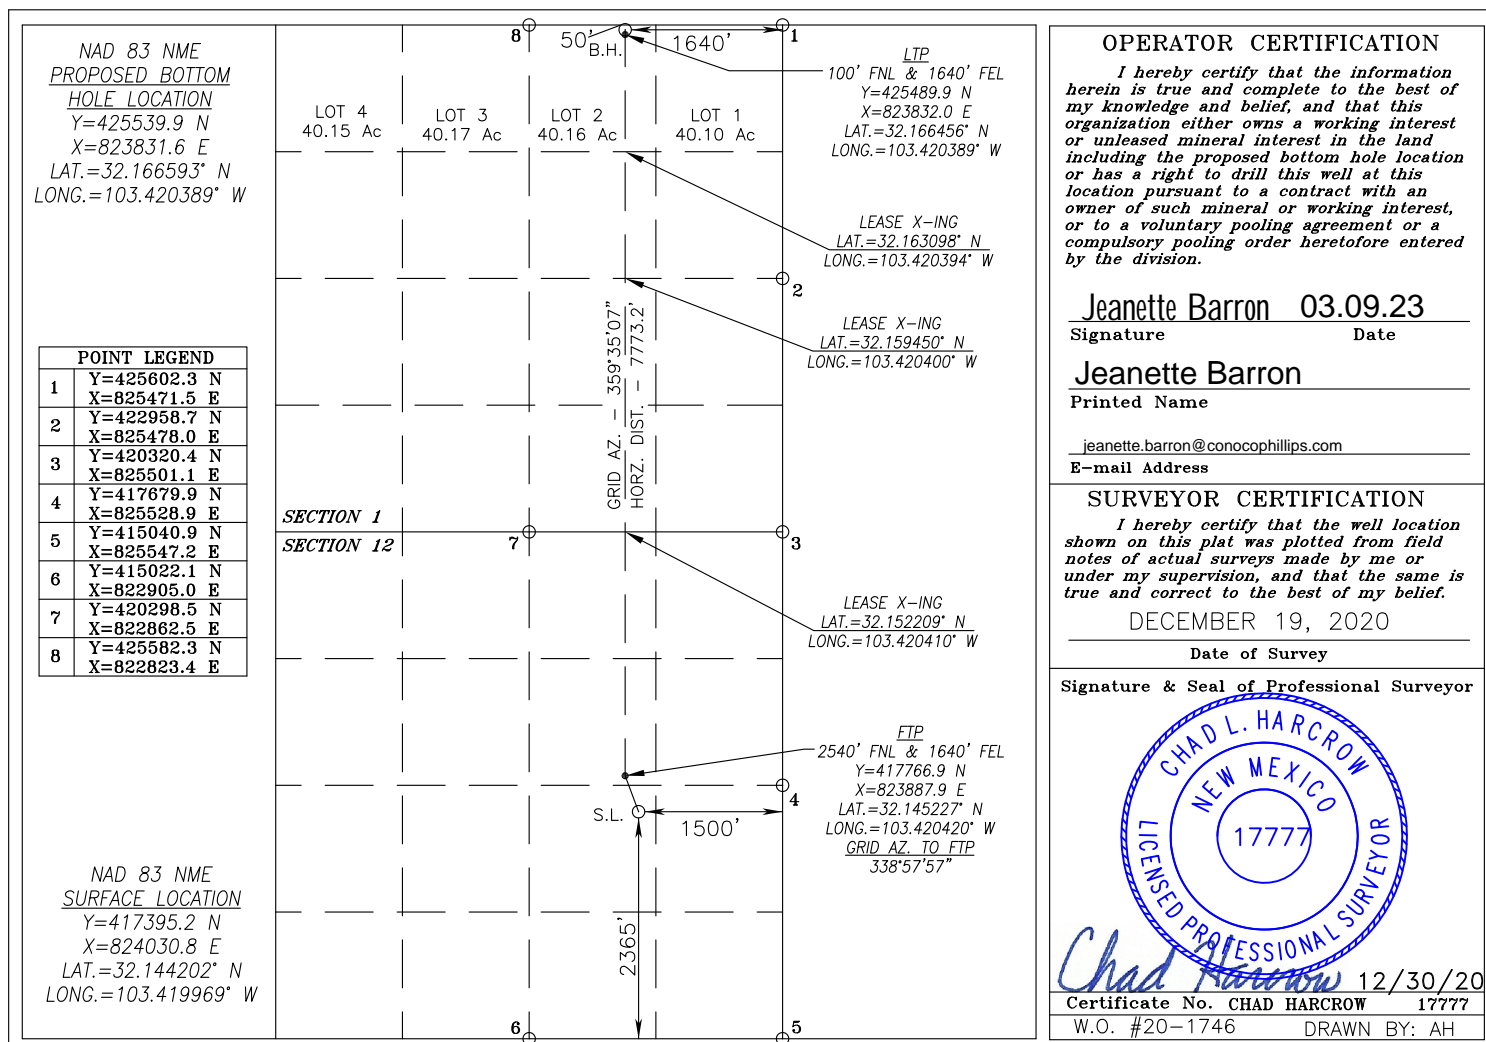 NAD 83 NME
PROPOSED BOTTOM
HOLE LOCATION
Y=425539.9 N
X=823831.6 E
LAT.=32.166593° N
LONG.=103.420389° W
POINT LEGEND
1 Y=425602.3 N
X=825471.5 E
2 Y=422958.7 N
X=825478.0 E
3 Y=420320.4 N
X=825501.1 E
4 Y=417679.9 N
X=825528.9 E
5 Y=415040.9 N
X=825547.2 E
6 Y=415022.1 N
X=822905.0 E
7 Y=420298.5 N
X=822862.5 E
8 Y=425582.3 N
X=822823.4 E
NAD 83 NME
SURFACE LOCATION
Y=417395.2 N
X=824030.8 E
LAT.=32.144202° N
LONG.=103.419969° W
8
50'
B.H.
1640'
1
LOT 4
40.15 Ac
LOT 3
40.17 Ac
LOT 2
40.16 Ac
LOT 1
40.10 Ac
LTP
100' FNL & 1640' FEL
Y=425489.9 N
X=823832.0 E
LAT.=32.166456° N
LONG.=103.420389° W
LEASE X-ING
LAT.=32.163098° N
LONG.=103.420394° W
2
LEASE X-ING
LAT.=32.159450° N
LONG.=103.420400° W
GRID AZ. - 359°35'07"
HORZ. DIST. - 7773.2'
SECTION 1
SECTION 12
7
3
LEASE X-ING
LAT.=32.152209° N
LONG.=103.420410° W
FTP
2540' FNL & 1640' FEL
Y=417766.9 N
X=823887.9 E
LAT.=32.145227° N
LONG.=103.420420° W
GRID AZ. TO FTP
338°57'57"
4
S.L.
1500'
2365'
6
5
OPERATOR CERTIFICATION
I hereby certify that the information
herein is true and complete to the best of
my knowledge and belief, and that this
organization either owns a working interest
or unleased mineral interest in the land
including the proposed bottom hole location
or has a right to drill this well at this
location pursuant to a contract with an
owner of such mineral or working interest,
or to a voluntary pooling agreement or a
compulsory pooling order heretofore entered
by the division.
Jeanette Barron 03.09.23
Signature Date
Jeanette Barron
Printed Name
jeanette.barron@conocophillips.com
E-mail Address
SURVEYOR CERTIFICATION
I hereby certify that the well location
shown on this plat was plotted from field
notes of actual surveys made by me or
under my supervision, and that the same is
true and correct to the best of my belief.
DECEMBER 19, 2020
Date of Survey
Signature & Seal of Professional Surveyor
CHAD L. HARCROW
NEW MEXICO
17777
LICENSED PROFESSIONAL SURVEYOR
Chad Harcrow 12/30/20
Certificate No. CHAD HARCROW 17777
W.O. #20-1746 DRAWN BY: AH